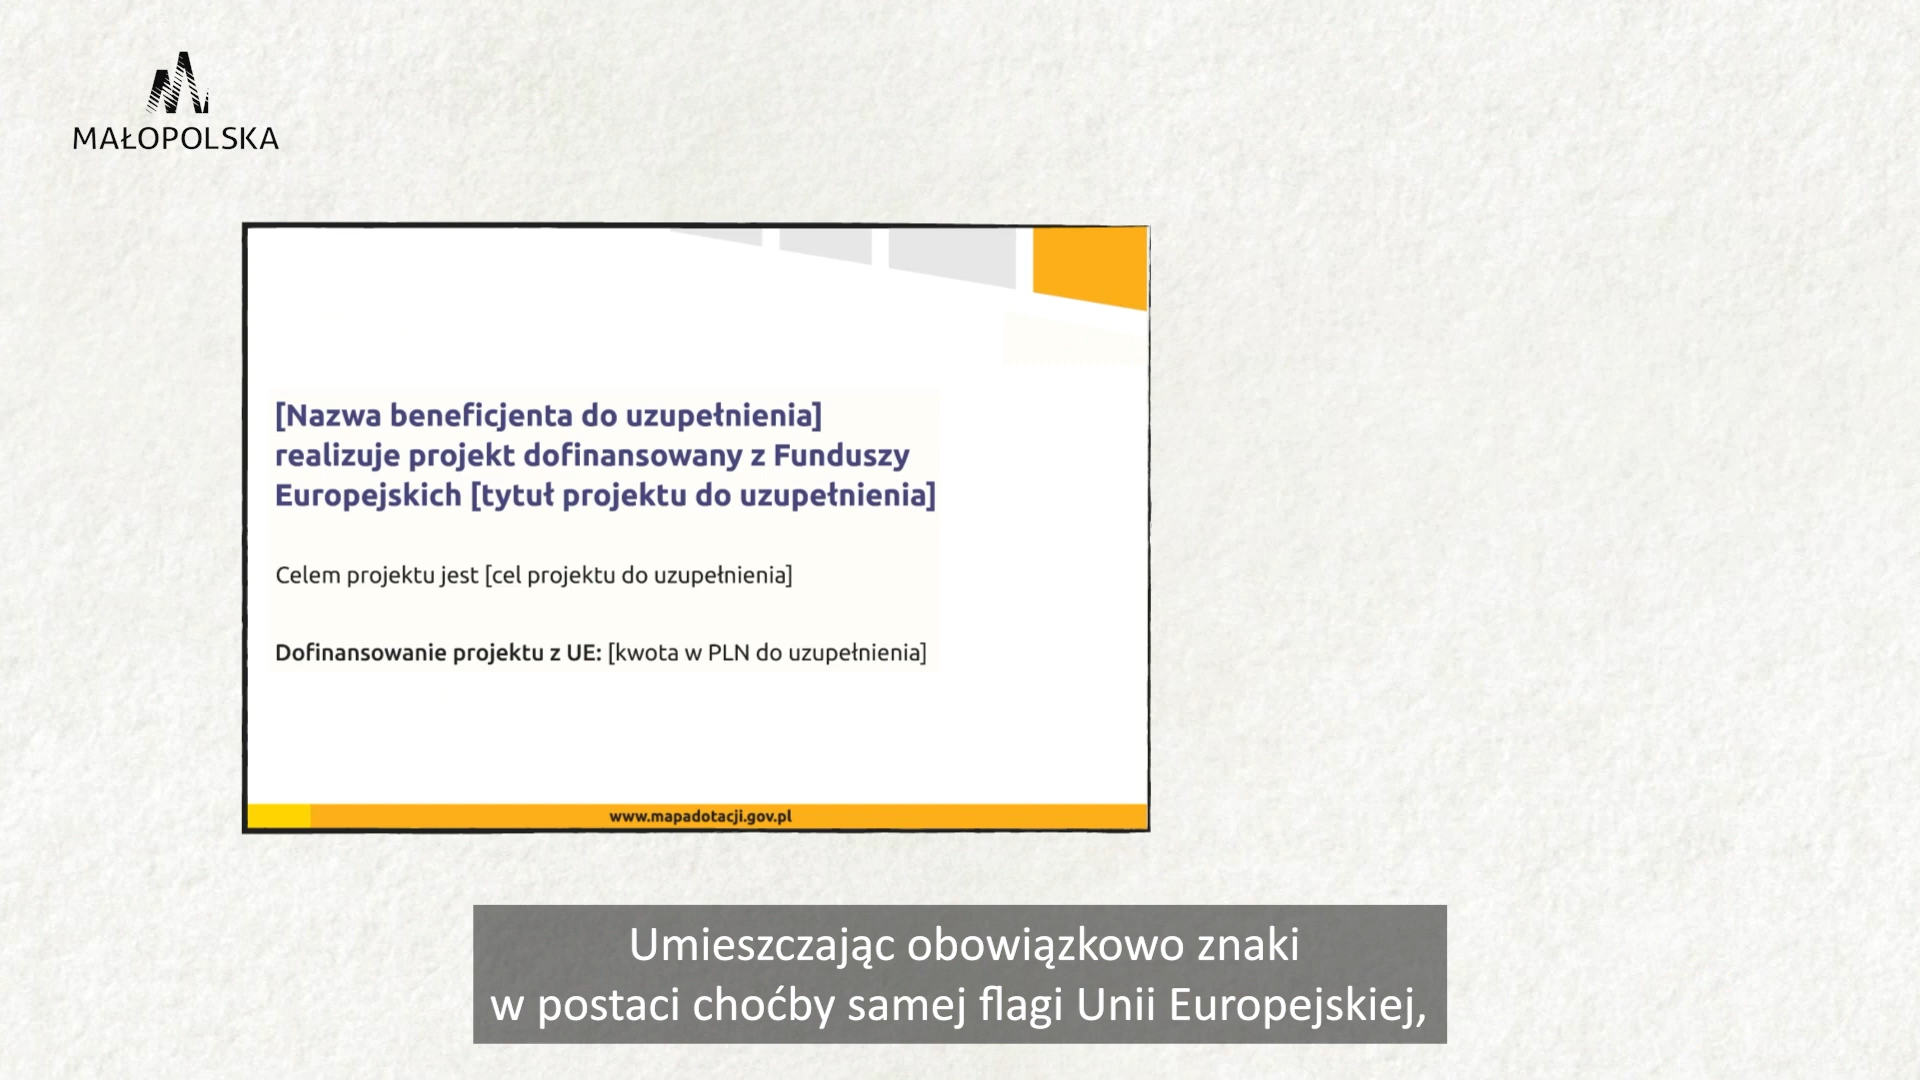 MAŁOPOLSKA
[Nazwa beneficjenta do uzupełnienia]
realizuje projekt dofinansowany z Funduszy
Europejskich [tytuł projektu do uzupełnienia]
Celem projektu jest [cel projektu do uzupełnienia]
Dofinansowanie projektu z UE: [kwota w PLN do uzupełnienia]
www.mapadotacji.gov.pl
Umieszczając obowiązkowo znaki
w postaci choćby samej flagi Unii Europejskiej,